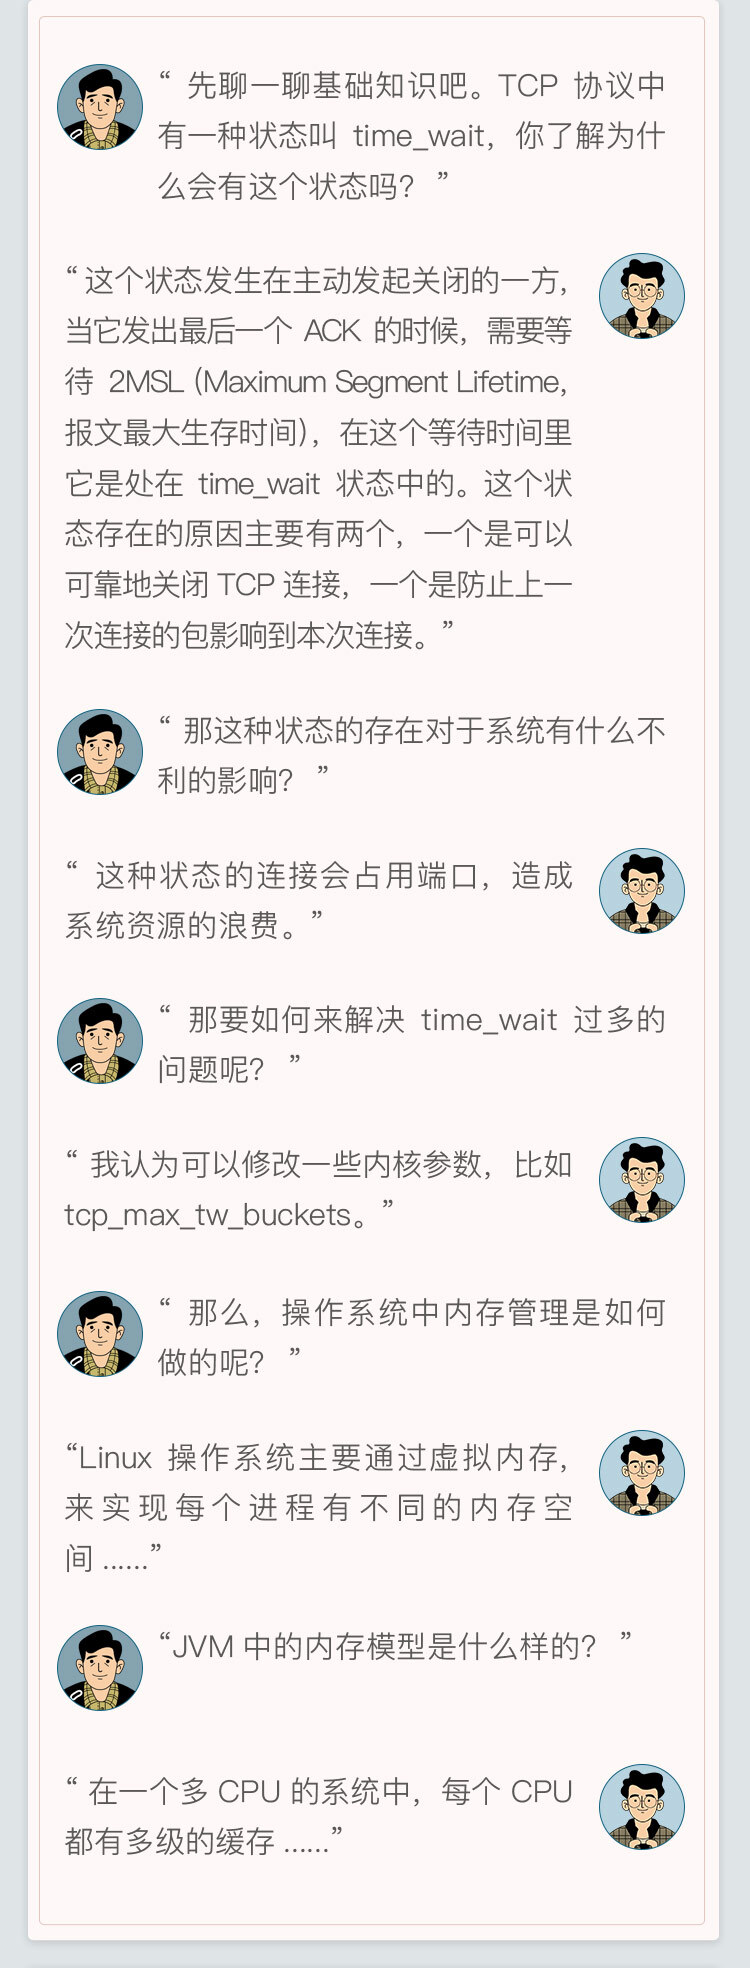 “ 先聊一聊基础知识吧。TCP 协议中
有一种状态叫 time_wait，你了解为什
么会有这个状态吗？ ”
“ 这个状态发生在主动发起关闭的一方，
当它发出最后一个 ACK 的时候，需要等
待 2MSL (Maximum Segment Lifetime，
报文最大生存时间)，在这个等待时间里
它是处在 time_wait 状态中的。这个状
态存在的原因主要有两个，一个是可以
可靠地关闭 TCP 连接，一个是防止上一
次连接的包影响到本次连接。”
“ 那这种状态的存在对于系统有什么不
利的影响？ ”
“ 这种状态的连接会占用端口，造成
系统资源的浪费。”
“ 那要如何来解决 time_wait 过多的
问题呢？ ”
“ 我认为可以修改一些内核参数，比如
tcp_max_tw_buckets。”
“ 那么，操作系统中内存管理是如何
做的呢？ ”
“Linux 操作系统主要通过虚拟内存，
来实现每个进程有不同的内存空
间 ......”
“JVM 中的内存模型是什么样的？ ”
“ 在一个多 CPU 的系统中，每个 CPU
都有多级的缓存 ......”